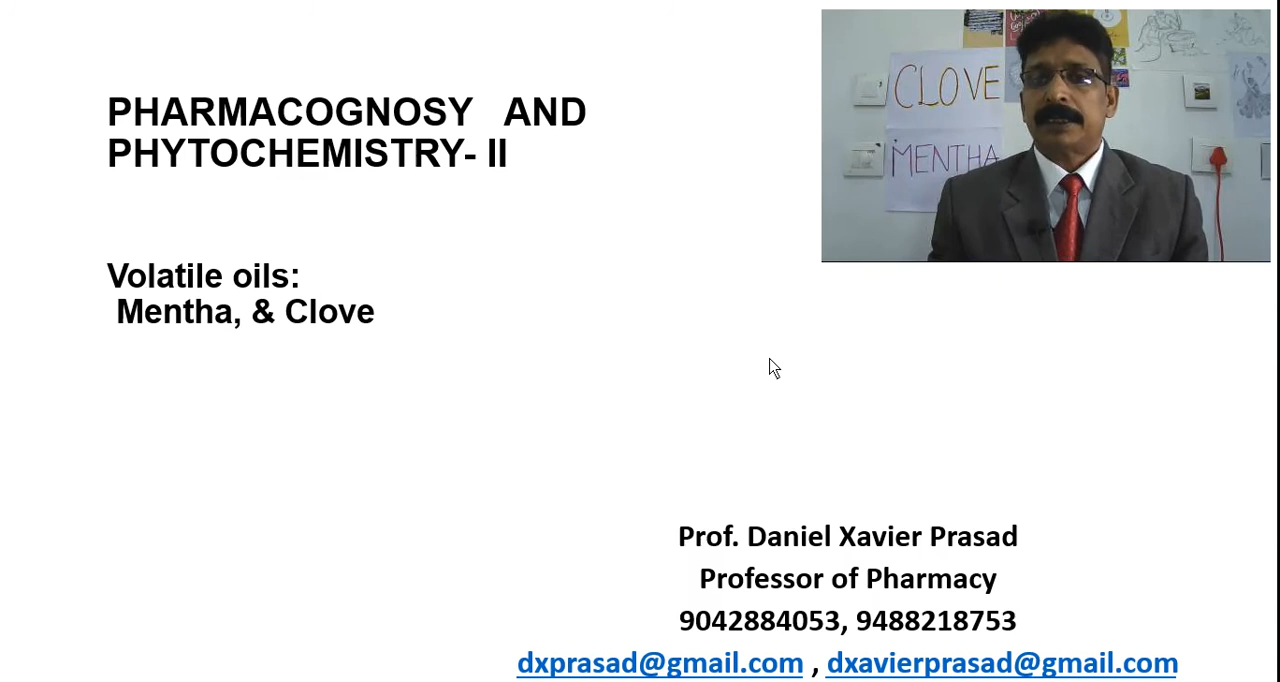 PHARMACOGNOSY AND
PHYTOCHEMISTRY- II
CLOVE
MENTHA
Volatile oils:
Mentha, & Clove
Prof. Daniel Xavier Prasad
Professor of Pharmacy
9042884053, 9488218753
dxprasad@gmail.com , dxavierprasad@gmail.com